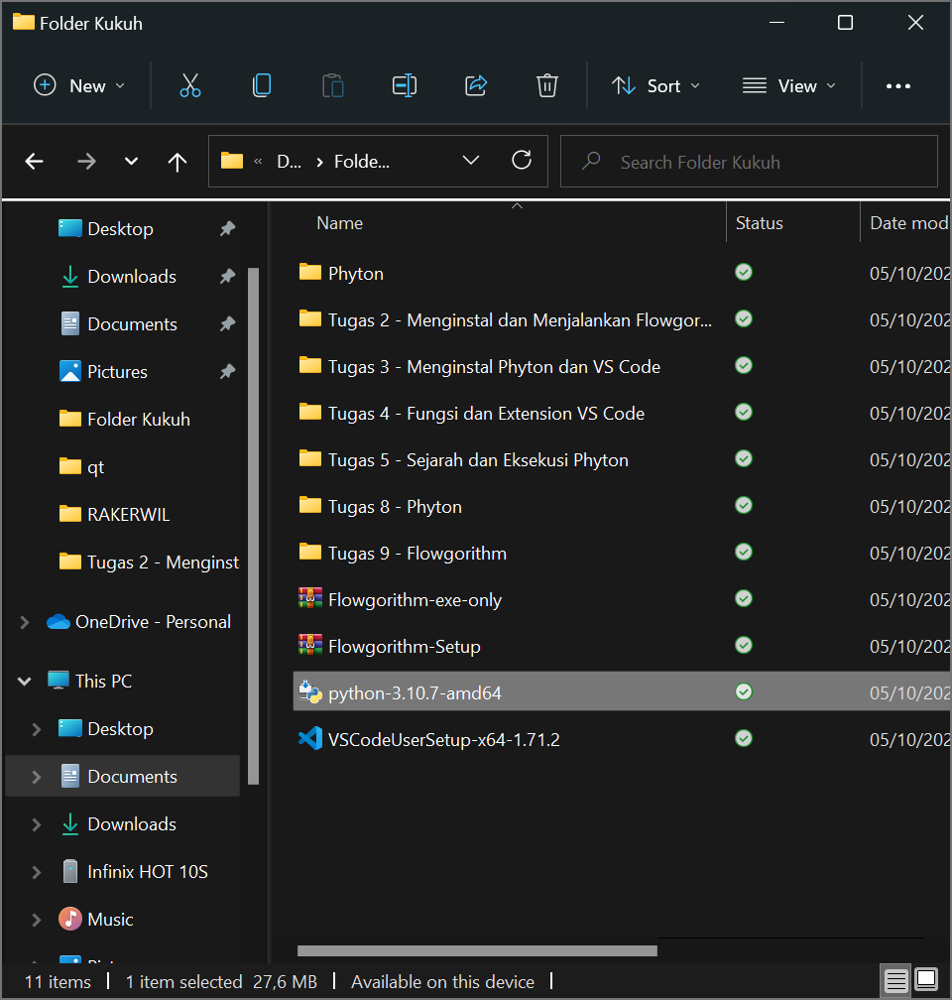 Folder Kukuh
New
Sort
View
« D... › Folde...
Search Folder Kukuh
Desktop
Downloads
Documents
Pictures
Folder Kukuh
qt
RAKERWIL
Tugas 2 - Menginst
OneDrive - Personal
This PC
Desktop
Documents
Downloads
Infinix HOT 10S
Music
Name Status Date mod
Phyton 05/10/202
Tugas 2 - Menginstal dan Menjalankan Flowgor... 05/10/202
Tugas 3 - Menginstal Phyton dan VS Code 05/10/202
Tugas 4 - Fungsi dan Extension VS Code 05/10/202
Tugas 5 - Sejarah dan Eksekusi Phyton 05/10/202
Tugas 8 - Phyton 05/10/202
Tugas 9 - Flowgorithm 05/10/202
Flowgorithm-exe-only 05/10/202
Flowgorithm-Setup 05/10/202
python-3.10.7-amd64 05/10/202
VSCodeUserSetup-x64-1.71.2 05/10/202
11 items 1 item selected 27,6 MB Available on this device